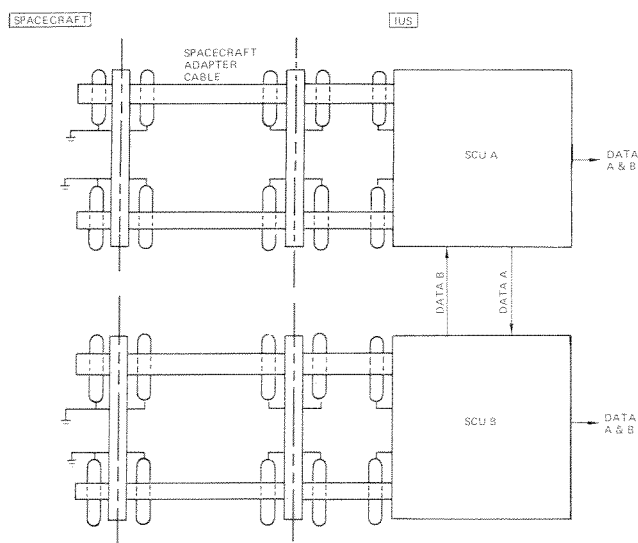 SPACECRAFT
IUS
SPACECRAFT
ADAPTER
CABLE
SCU A
DATA
A & B
DATA B
DATA A
SCU B
DATA
A & B